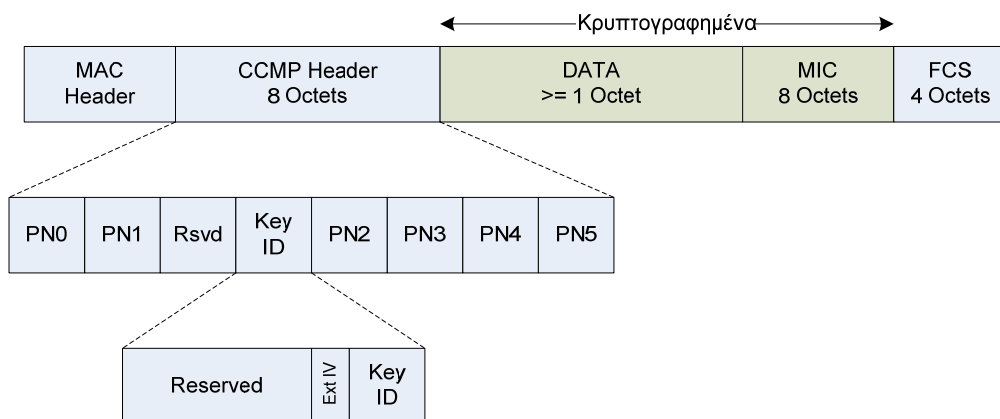 Κρυπτογραφημένα
MAC
Header
CCMP Header
8 Octets
DATA
>= 1 Octet
MIC
8 Octets
FCS
4 Octets
PN0
PN1
Rsvd
Key
ID
PN2
PN3
PN4
PN5
Reserved
Ext IV
Key
ID